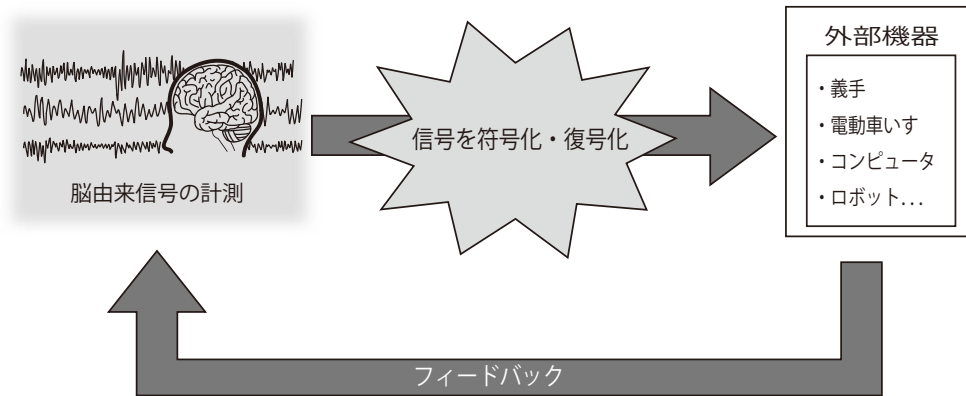 脳由来信号の計測
信号を符号化・復号化
外部機器
・義手
・電動車いす
・コンピュータ
・ロボット...
フィードバック